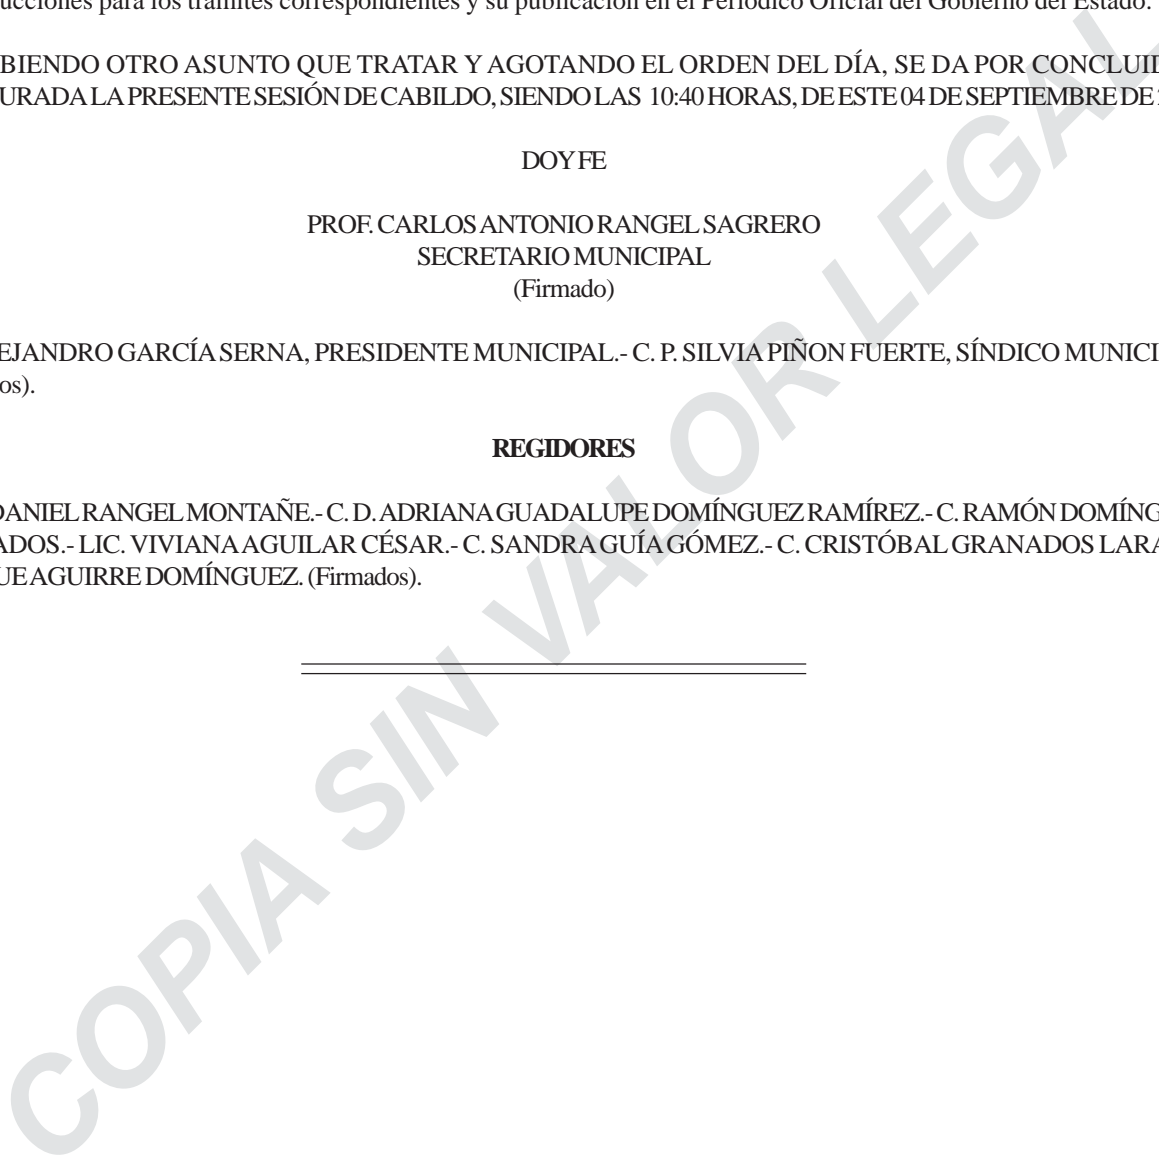 ucciones para los trámites correspondientes y su publicación en el Periódico Oficial del Gobierno del Estado.
BIENDO OTRO ASUNTO QUE TRATAR Y AGOTANDO EL ORDEN DEL DÍA, SE DA POR CONCLUID
URADA LA PRESENTE SESIÓN DE CABILDO, SIENDO LAS 10:40 HORAS, DE ESTE 04 DE SEPTIEMBRE DE
DOY FE
PROF. CARLOS ANTONIO RANGEL SAGRERO
SECRETARIO MUNICIPAL
(Firmado)
EJANDRO GARCÍA SERNA, PRESIDENTE MUNICIPAL.- C. P. SILVIA PIÑON FUERTE, SÍNDICO MUNICI
os).
REGIDORES
DANIEL RANGEL MONTAÑE.- C. D. ADRIANA GUADALUPE DOMÍNGUEZ RAMÍREZ.- C. RAMÓN DOMÍNG
ADOS.- LIC. VIVIANA AGUILAR CÉSAR.- C. SANDRA GUÍA GÓMEZ.- C. CRISTÓBAL GRANADOS LARA
UE AGUIRRE DOMÍNGUEZ. (Firmados).
COPIA SIN VALOR LEGAL